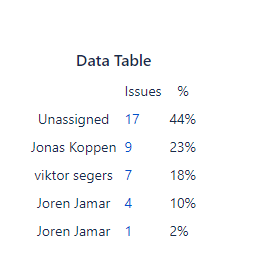 Data Table
Issues %
Unassigned 17 44%
Jonas Koppen 9 23%
viktor segers 7 18%
Joren Jamar 4 10%
Joren Jamar 1 2%